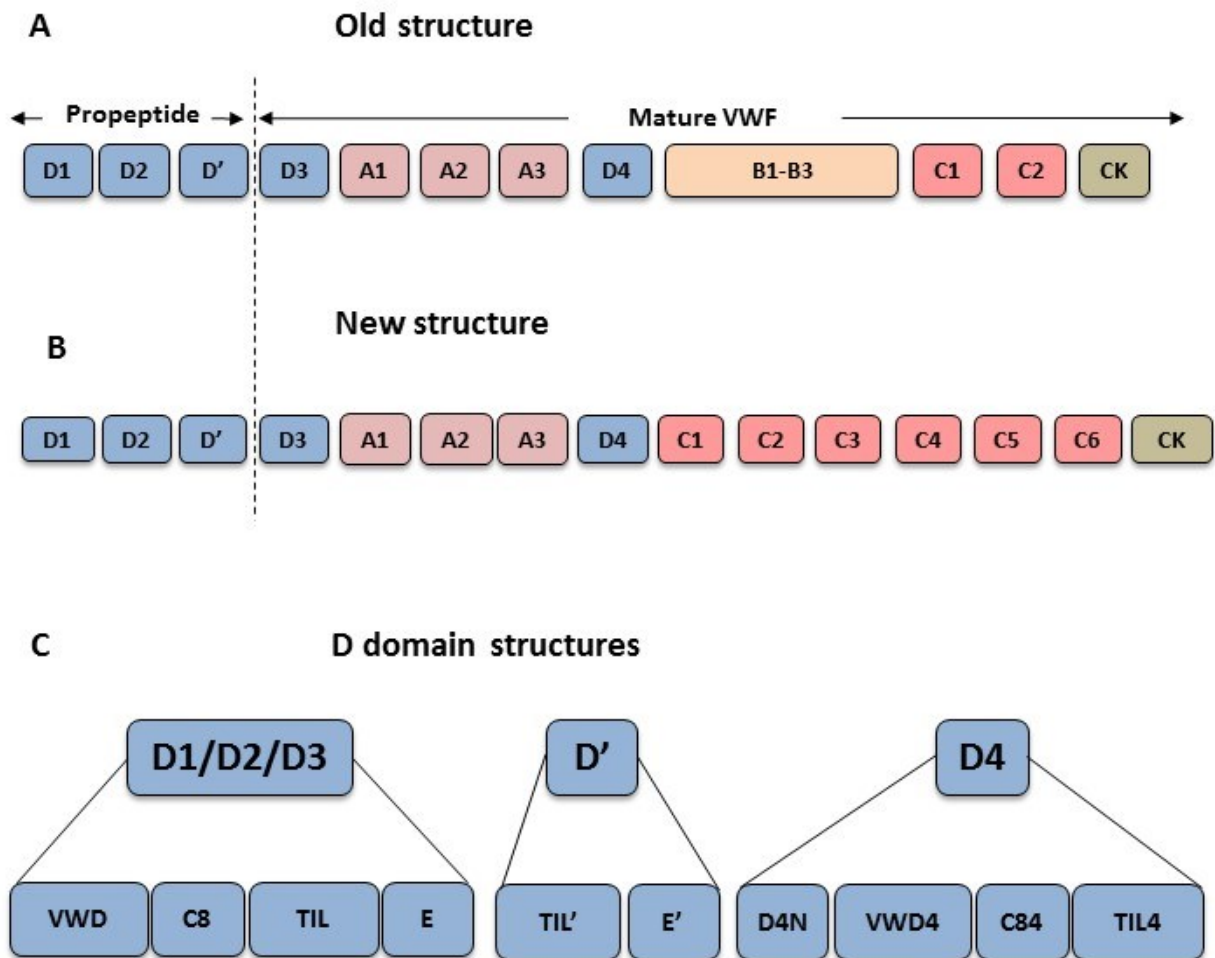 A Old structure
Propeptide Mature VWF
D1 D2 D’ D3 A1 A2 A3 D4 B1-B3 C1 C2 CK
New structure
B
D1 D2 D’ D3 A1 A2 A3 D4 C1 C2 C3 C4 C5 C6 CK
C D domain structures
D1/D2/D3 D’ D4
VWD C8 TIL E TIL’ E’ D4N VWD4 C84 TIL4